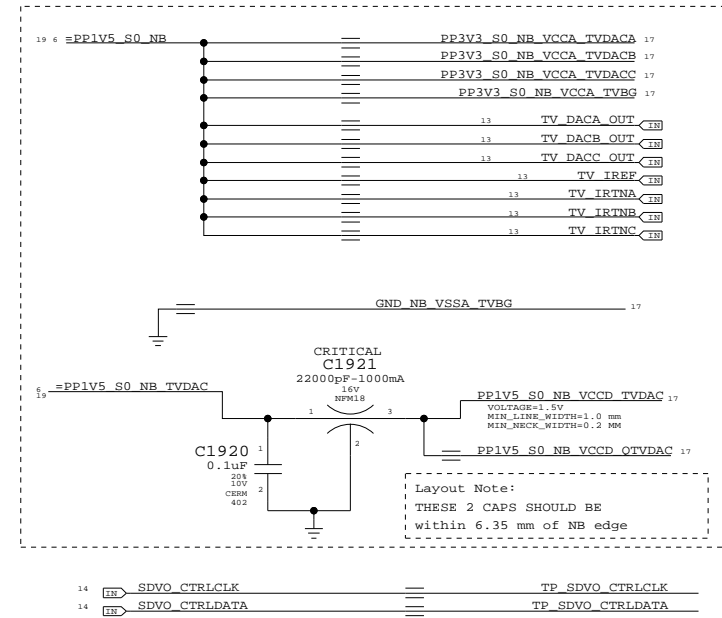 19 6 =PP1V5_S0_NB
PP3V3_S0_NB_VCCA_TVDACA 17
PP3V3_S0_NB_VCCA_TVDACB 17
PP3V3_S0_NB_VCCA_TVDACC 17
PP3V3_S0_NB_VCCA_TVBG 17
13 TV_DACA_OUT IN
13 TV_DACB_OUT IN
13 TV_DACC_OUT IN
13 TV_IREF IN
13 TV_IRTNA IN
13 TV_IRTNB IN
13 TV_IRTNC IN
GND_NB_VSSA_TVBG 17
CRITICAL
C1921
22000pF-1000mA
16V
NFM18
6 19 =PP1V5_S0_NB_TVDAC
1 3
2
PP1V5_S0_NB_VCCD_TVDAC 17
VOLTAGE=1.5V
MIN_LINE_WIDTH=1.0 mm
MIN_NECK_WIDTH=0.2 MM
PP1V5_S0_NB_VCCD_QTVDAC 17
C1920 1
0.1uF
20%
10V
CERM 2
402
Layout Note:
THESE 2 CAPS SHOULD BE
within 6.35 mm of NB edge
14 IN SDVO_CTRLCLK TP_SDVO_CTRLCLK
14 IN SDVO_CTRLDATA TP_SDVO_CTRLDATA